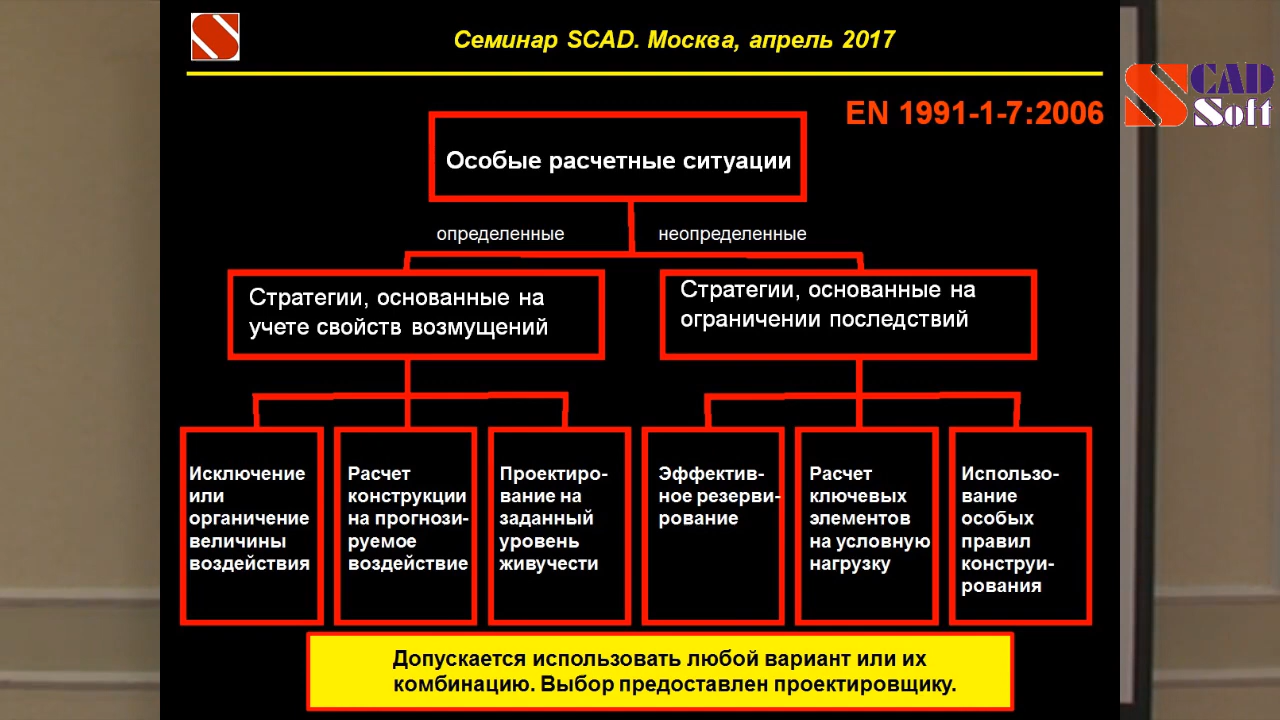 Семинар SCAD. Москва, апрель 2017
SCAD
Soft
EN 1991-1-7:2006
Особые расчетные ситуации
определенные
неопределенные
Стратегии, основанные на
учете свойств возмущений
Стратегии, основанные на
ограничении последствий
Исключение
или
органичение
величины
воздействия
Расчет
конструкции
на прогнози-
руемое
воздействие
Проектиро-
вание на
заданный
уровень
живучести
Эффектив-
ное резерви-
рование
Расчет
ключевых
элементов
на условную
нагрузку
Использо-
вание
особых
правил
конструи-
рования
Допускается использовать любой вариант или их
комбинацию. Выбор предоставлен проектировщику.